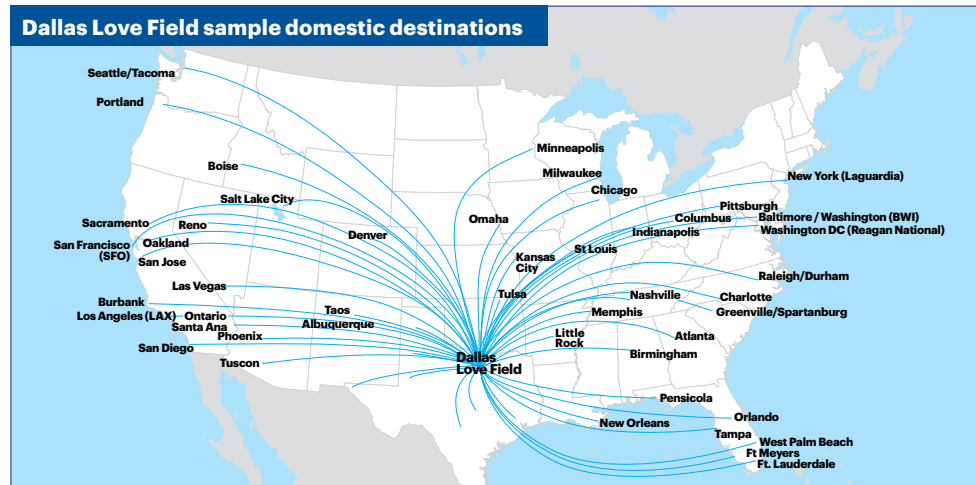 Dallas Love Field sample domestic destinations
Seattle/Tacoma
Portland
Boise
Salt Lake City
Sacramento
Reno
San Francisco
(SFO)
Oakland
San Jose
Denver
Las Vegas
Burbank
Los Angeles (LAX)
Ontario
Santa Ana
Taos
Albuquerque
Phoenix
San Diego
Tuscon
Minneapolis
Milwaukee
Chicago
Omaha
Kansas
City
St Louis
Tulsa
New York (Laguardia)
Pittsburgh
Columbus
Baltimore / Washington (BWI)
Indianapolis
Washington DC (Reagan National)
Raleigh/Durham
Nashville
Charlotte
Memphis
Greenville/Spartanburg
Little
Rock
Atlanta
Birmingham
Dallas
Love Field
Pensicola
New Orleans
Orlando
Tampa
West Palm Beach
Ft Meyers
Ft. Lauderdale